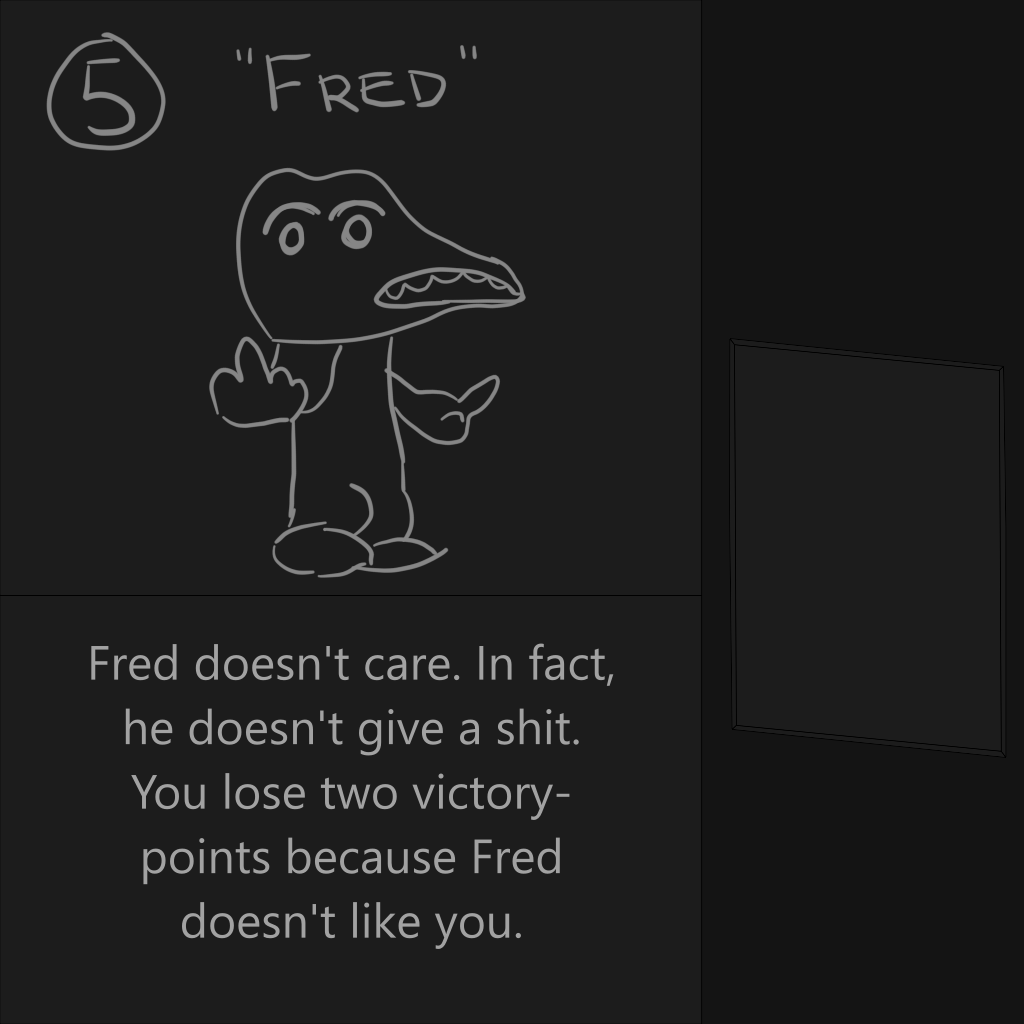 5 "FRED"
Fred doesn't care. In fact,
he doesn't give a shit.
You lose two victory-
points because Fred
doesn't like you.